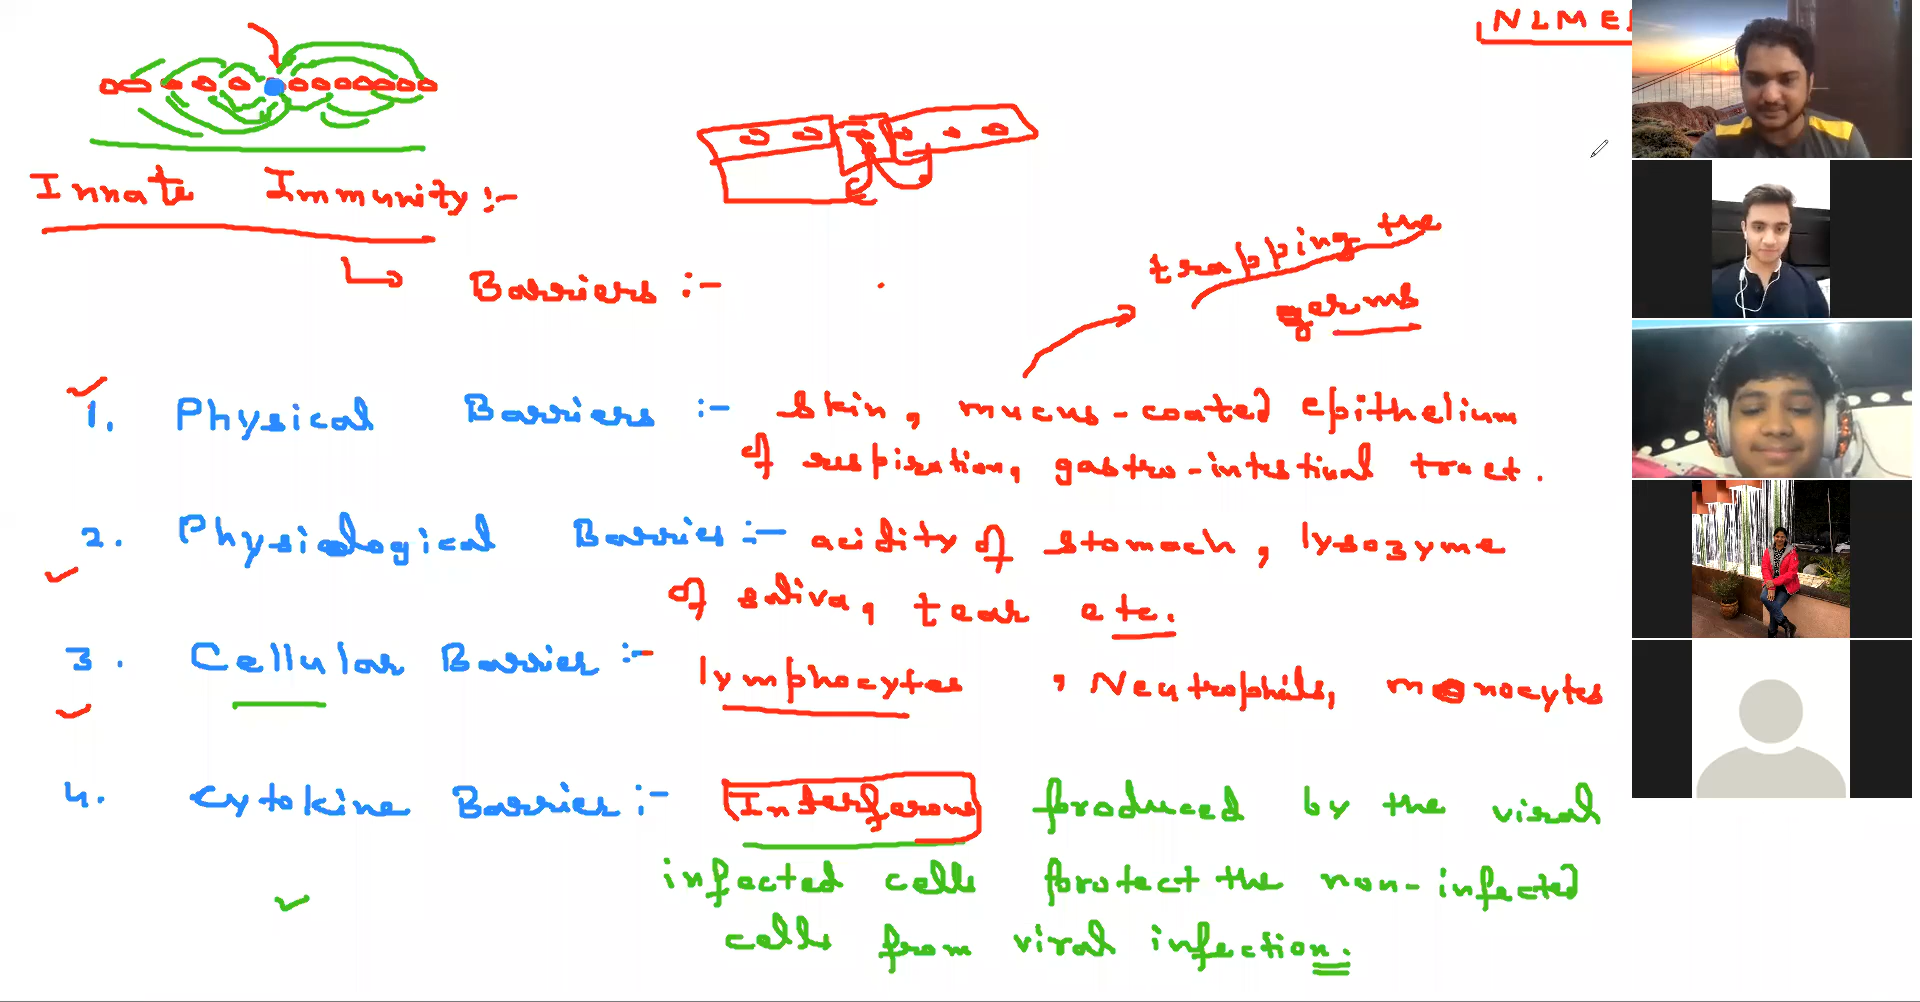 NLME
Innate Immunity :-
Barriers :-
trapping the
germs
1. Physical Barriers :- skin, mucus-coated epithelium
of respiration, gastro-intestinal tract.
2. Physiological Barrier :- acidity of stomach, lysozyme
of saliva, tear etc.
3. Cellular Barrier :- lymphocytes, Neutrophils, monocytes
4. Cytokine Barrier :- Interferons produced by the viral
infected cells protect the non-infected
cells from viral infection.